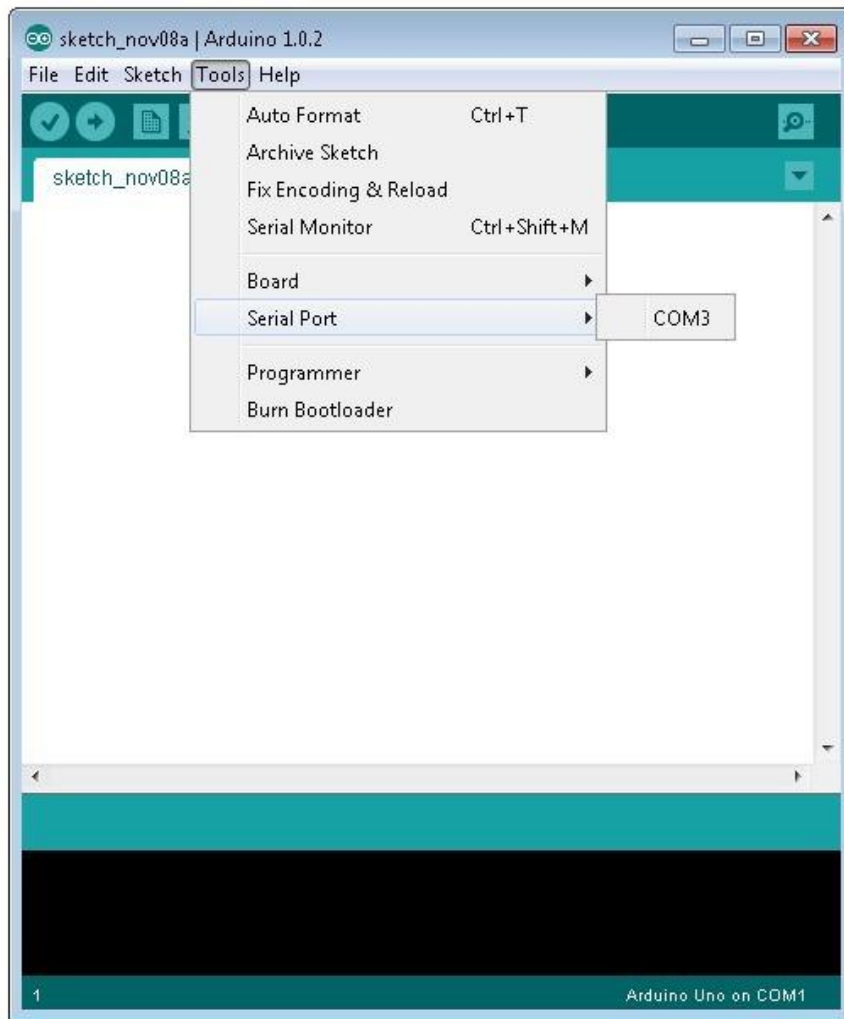 sketch_nov08a | Arduino 1.0.2
File Edit Sketch Tools Help
Auto Format Ctrl+T
Archive Sketch
sketch_nov08a
Fix Encoding & Reload
Serial Monitor Ctrl+Shift+M
Board
Serial Port COM3
Programmer
Burn Bootloader
1 Arduino Uno on COM1